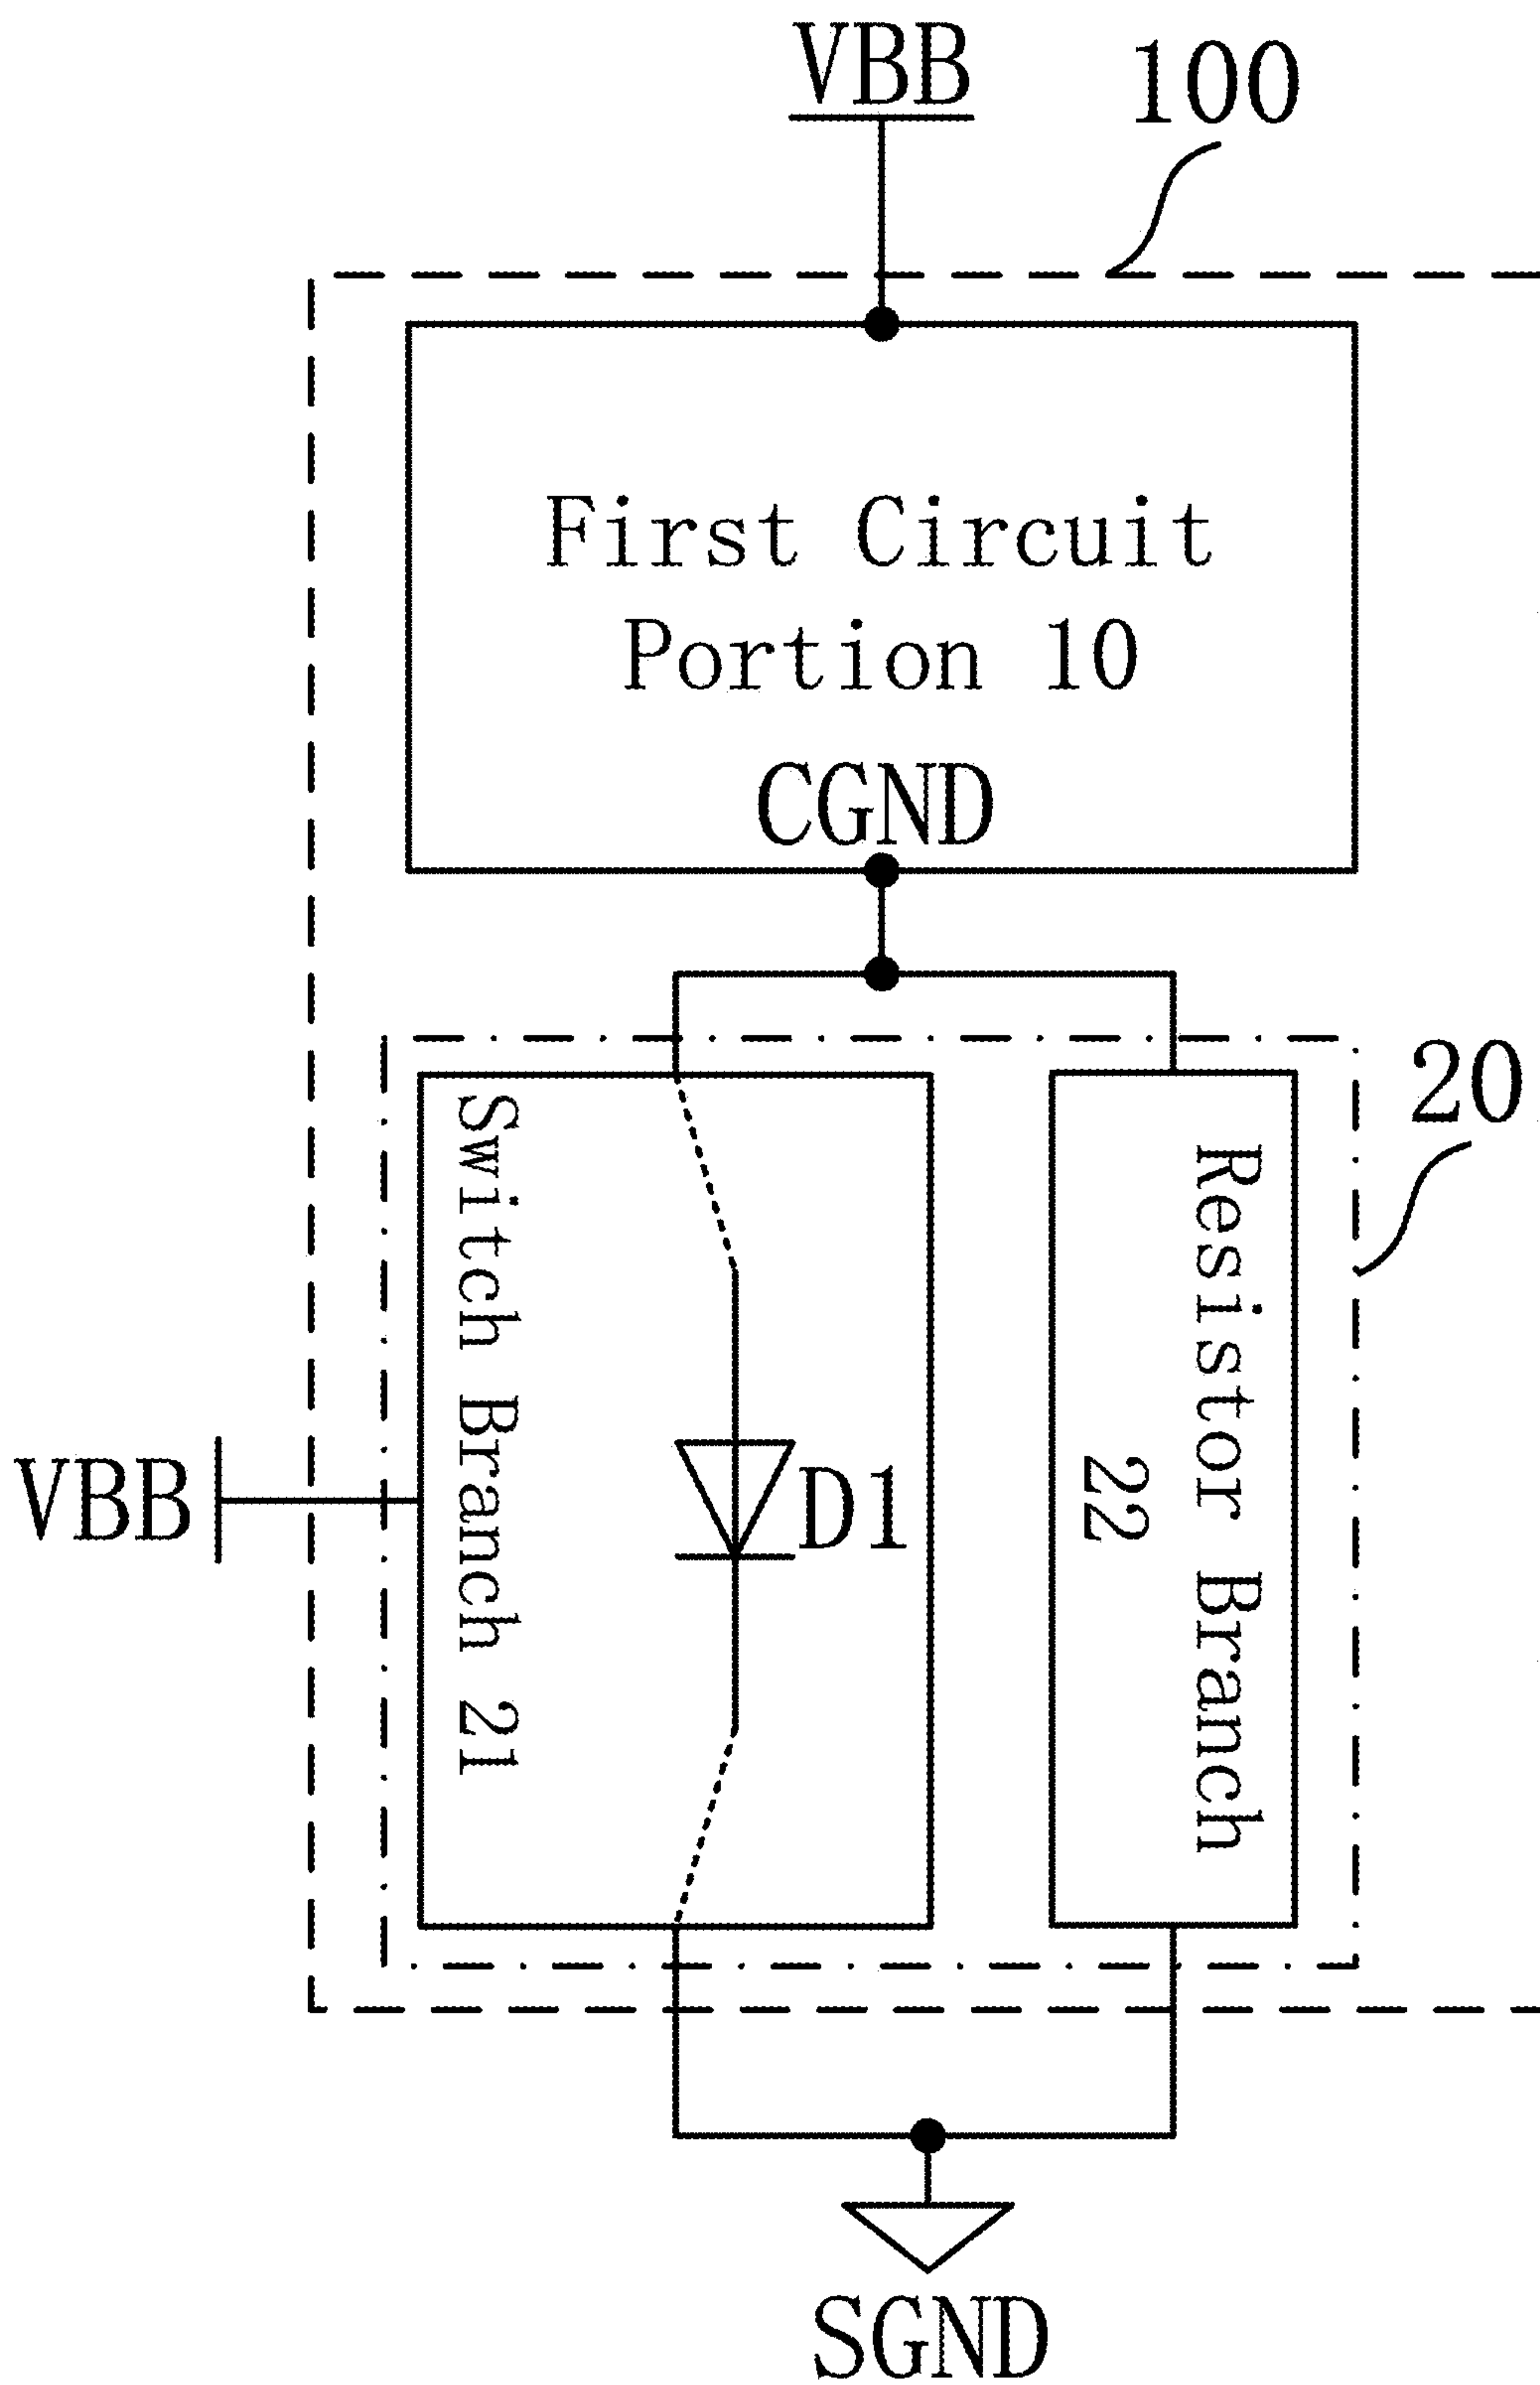 VBB
100
First Circuit
Portion 10
CGND
20
Switch Branch 21
Resistor Branch
22
VBB
D1
SGND